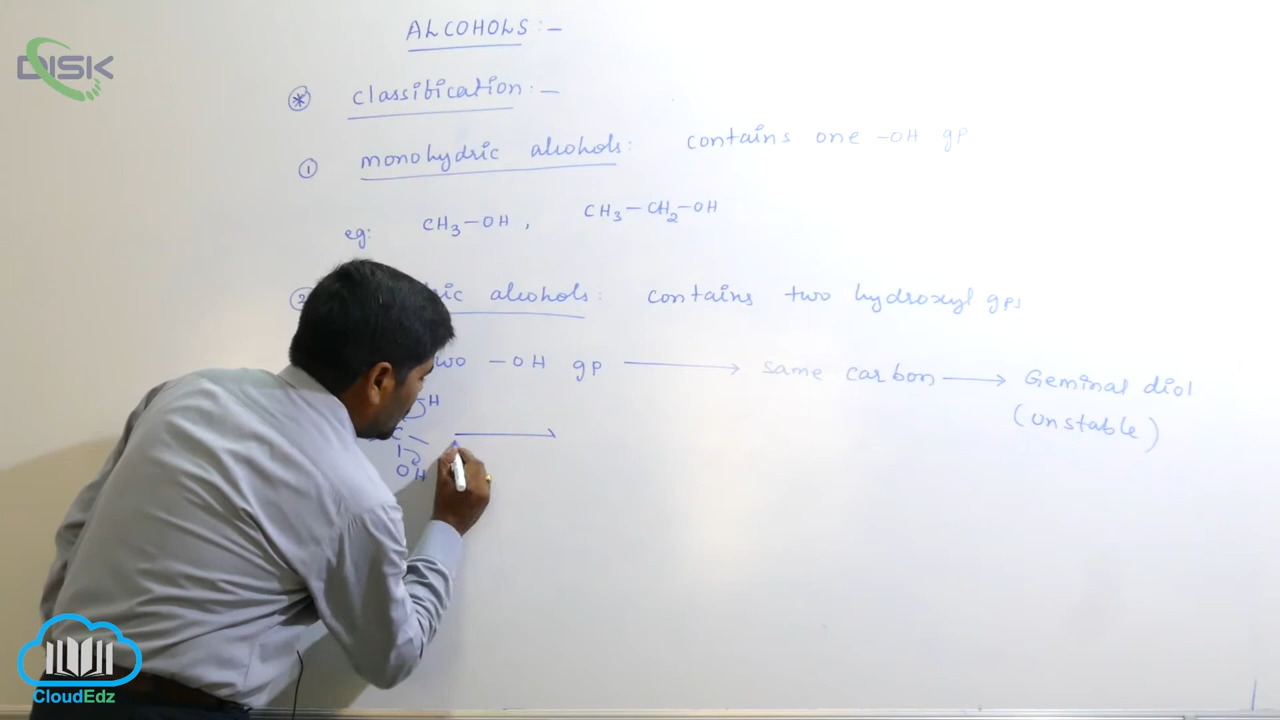 DISK
ALCOHOLS:-
* classification:-
① monohydric alcohols: contains one -OH gp
eg: CH3-OH, CH3-CH2-OH
② alcohols: contains two hydroxyl gps
-OH gp ⟶ same carbon ⟶ Geminal diol
(unstable)
H
C
OH
CloudEdz